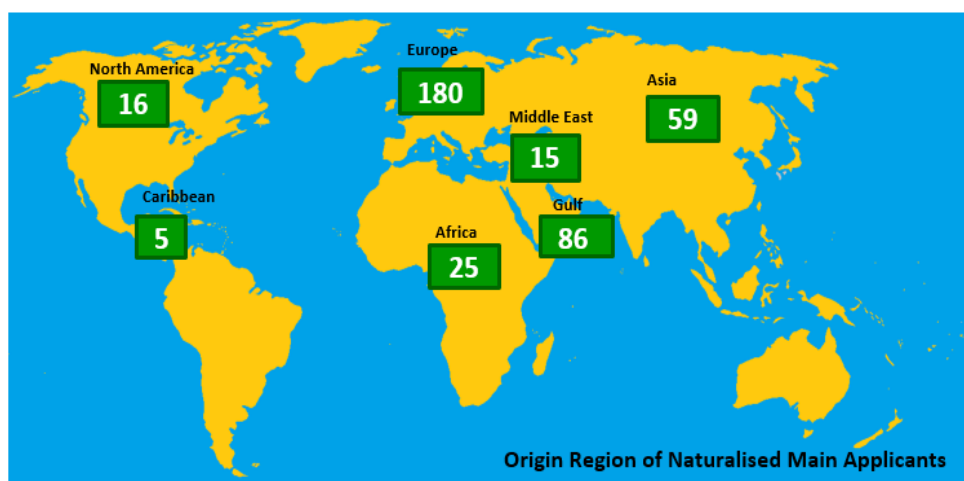 Europe
180
North America
16
Asia
59
Middle East
15
Caribbean
5
Gulf
86
Africa
25
Origin Region of Naturalised Main Applicants